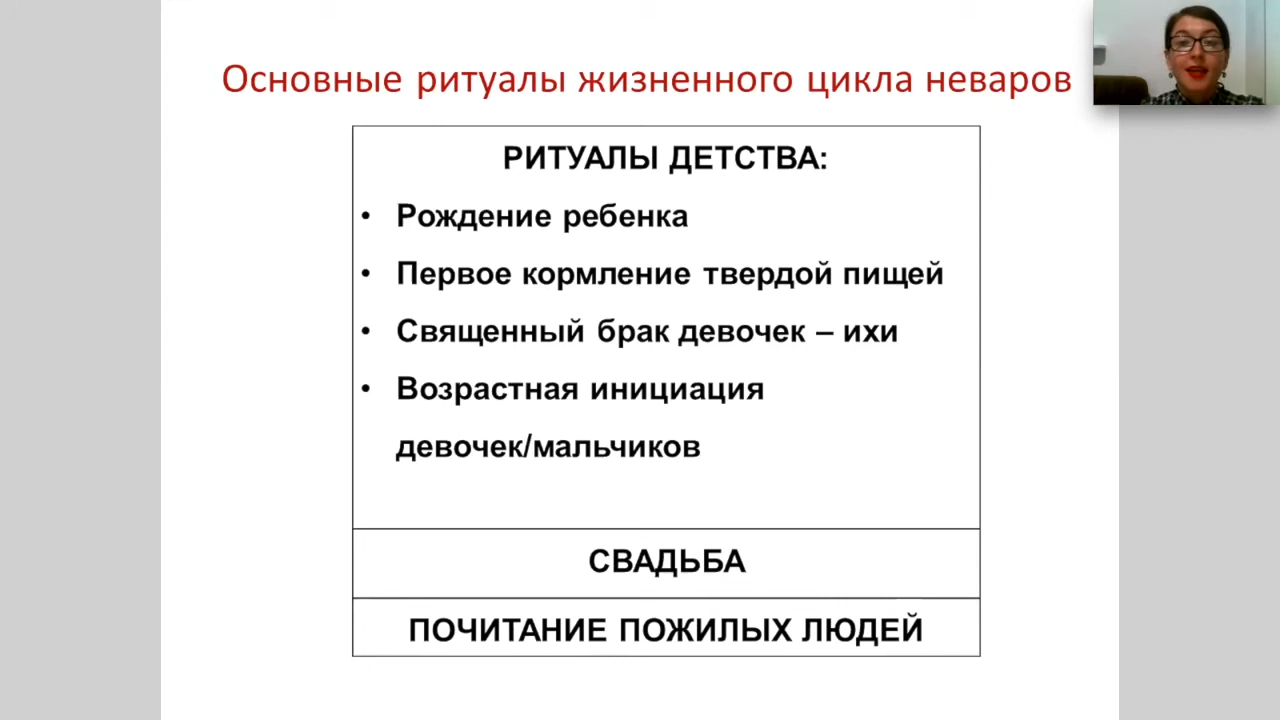 Основные ритуалы жизненного цикла неваров
РИТУАЛЫ ДЕТСТВА:
• Рождение ребенка
• Первое кормление твердой пищей
• Священный брак девочек – ихи
• Возрастная инициация
девочек/мальчиков
СВАДЬБА
ПОЧИТАНИЕ ПОЖИЛЫХ ЛЮДЕЙ